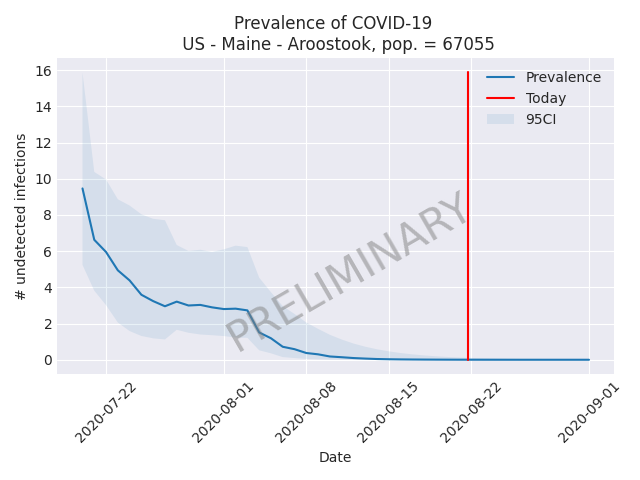 Prevalence of COVID-19
US - Maine - Aroostook, pop. = 67055
16
14
12
10
8
6
4
2
0
# undetected infections
Prevalence
Today
95CI
PRELIMINARY
2020-07-22
2020-08-01
2020-08-08
2020-08-15
2020-08-22
2020-09-01
Date